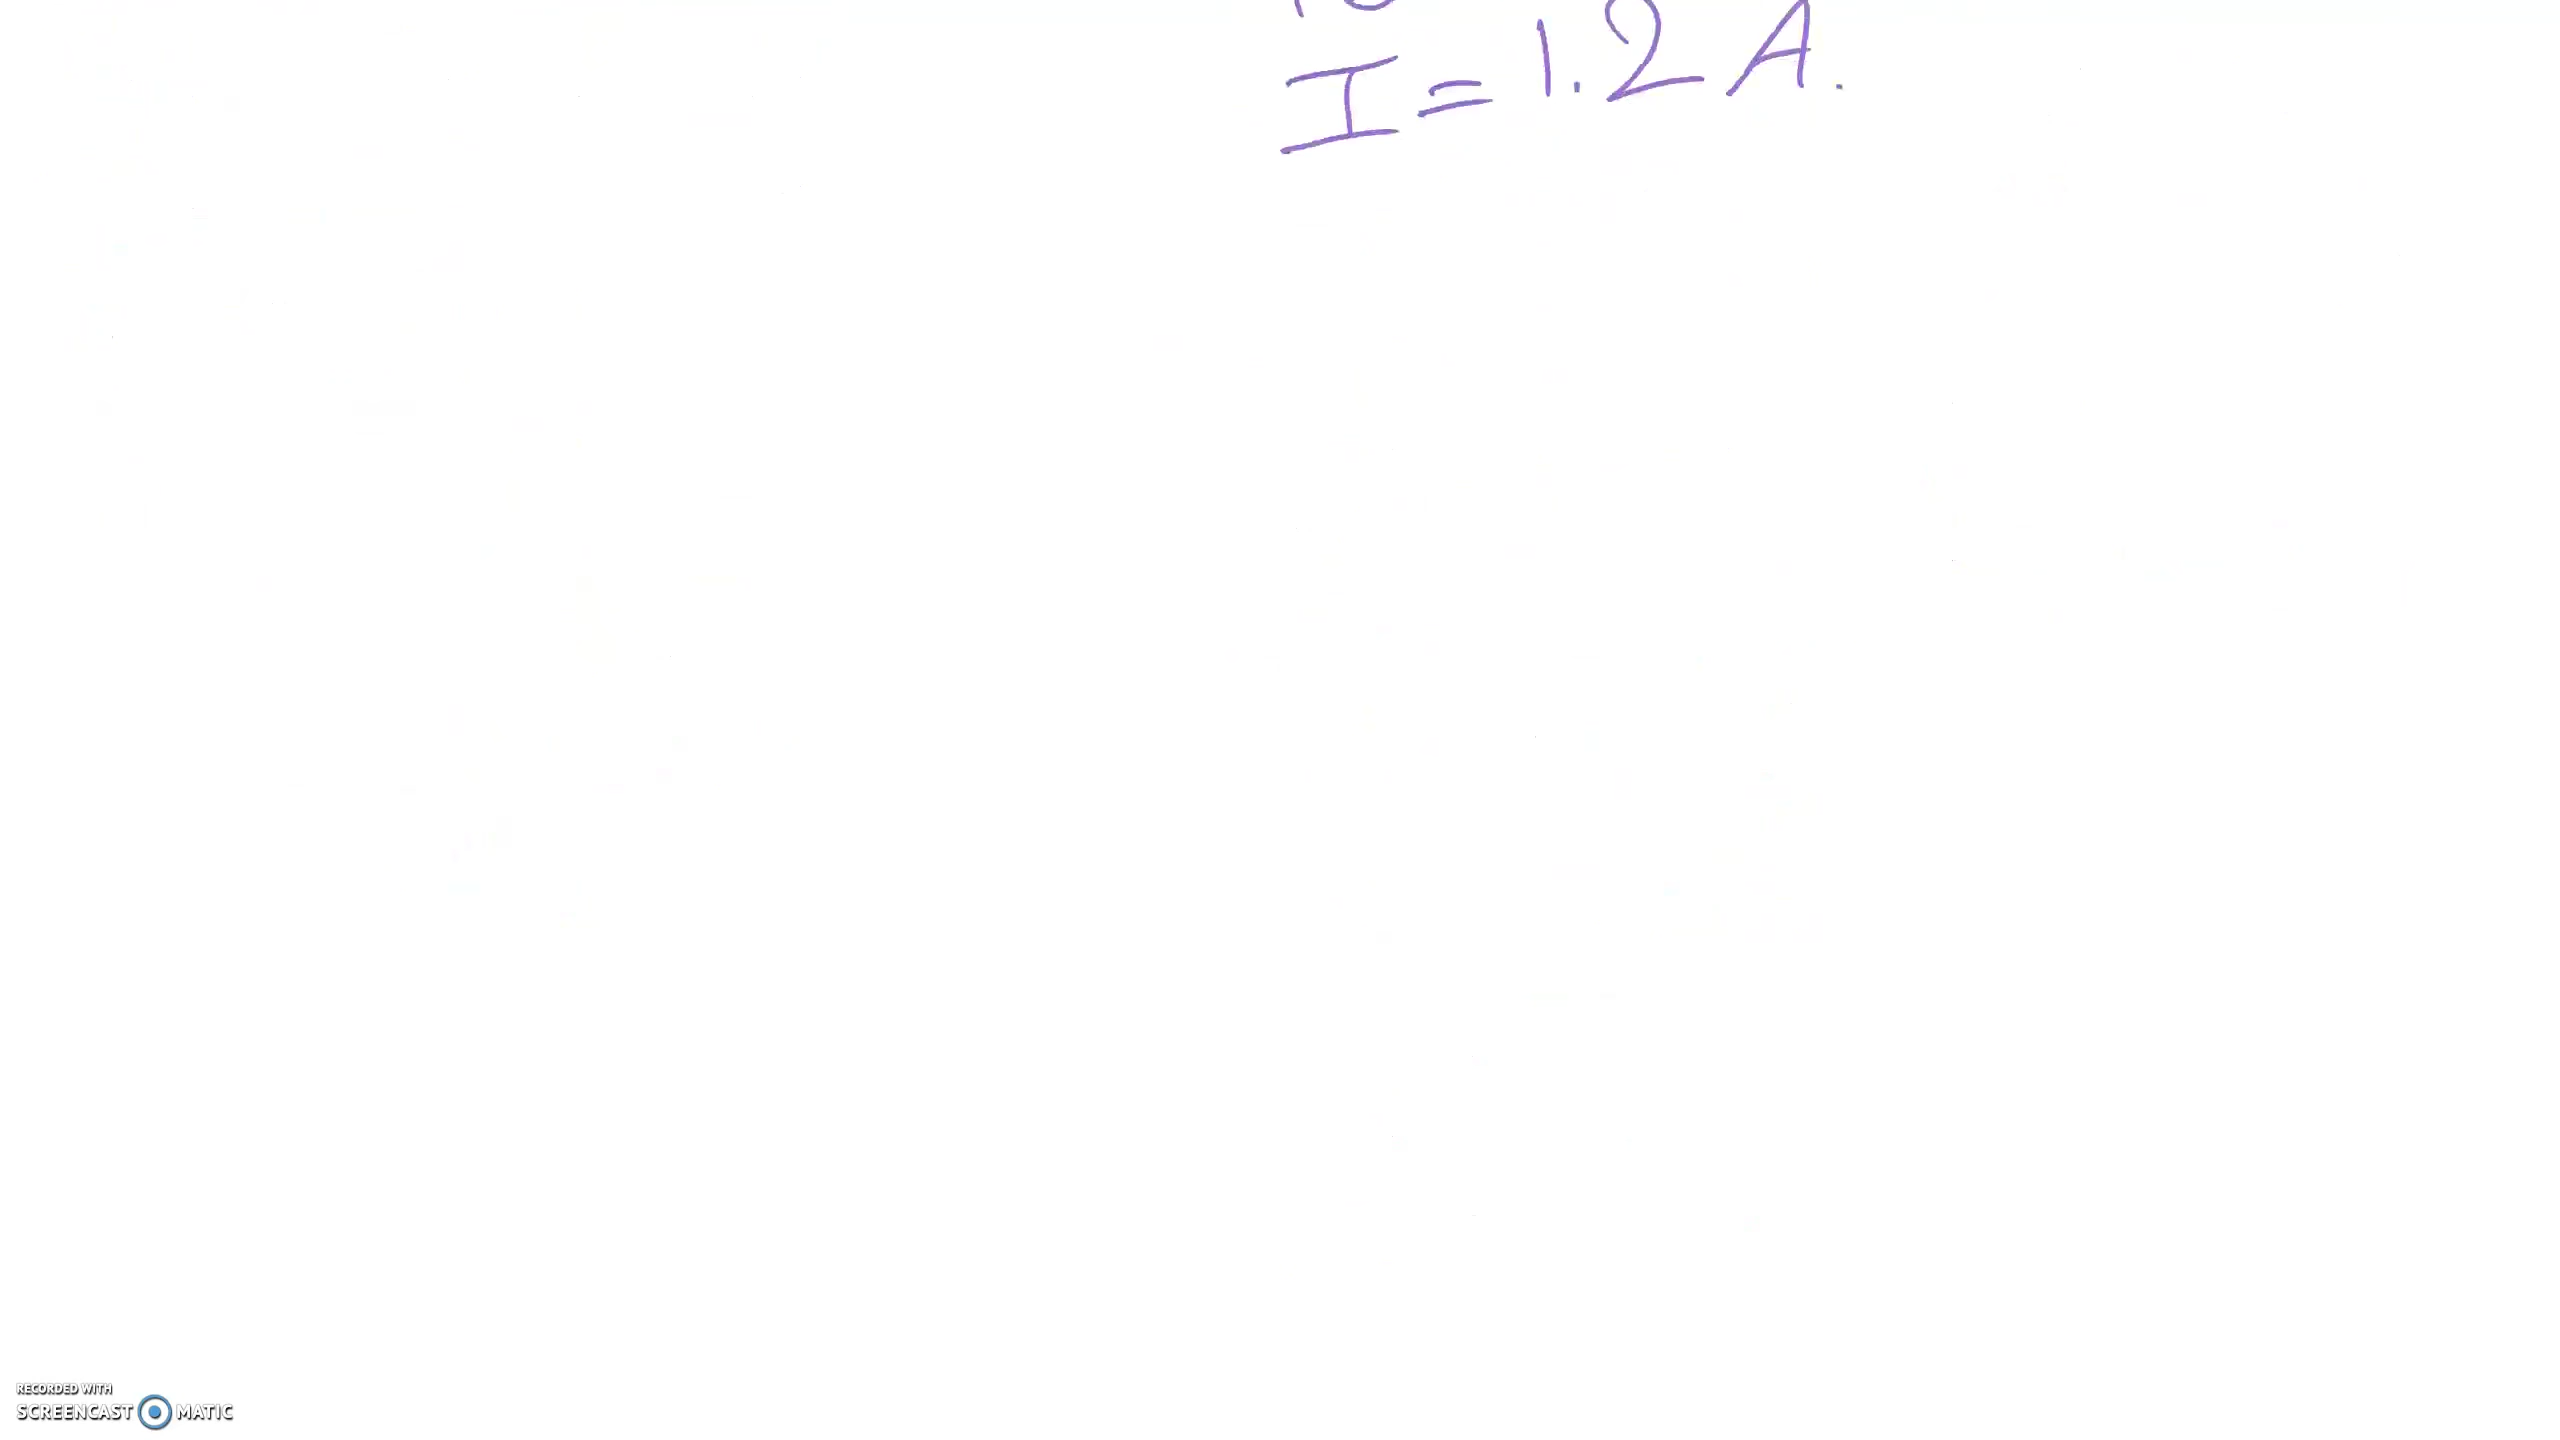 I = 1.2 A.
RECORDED WITH
SCREENCAST MATIC